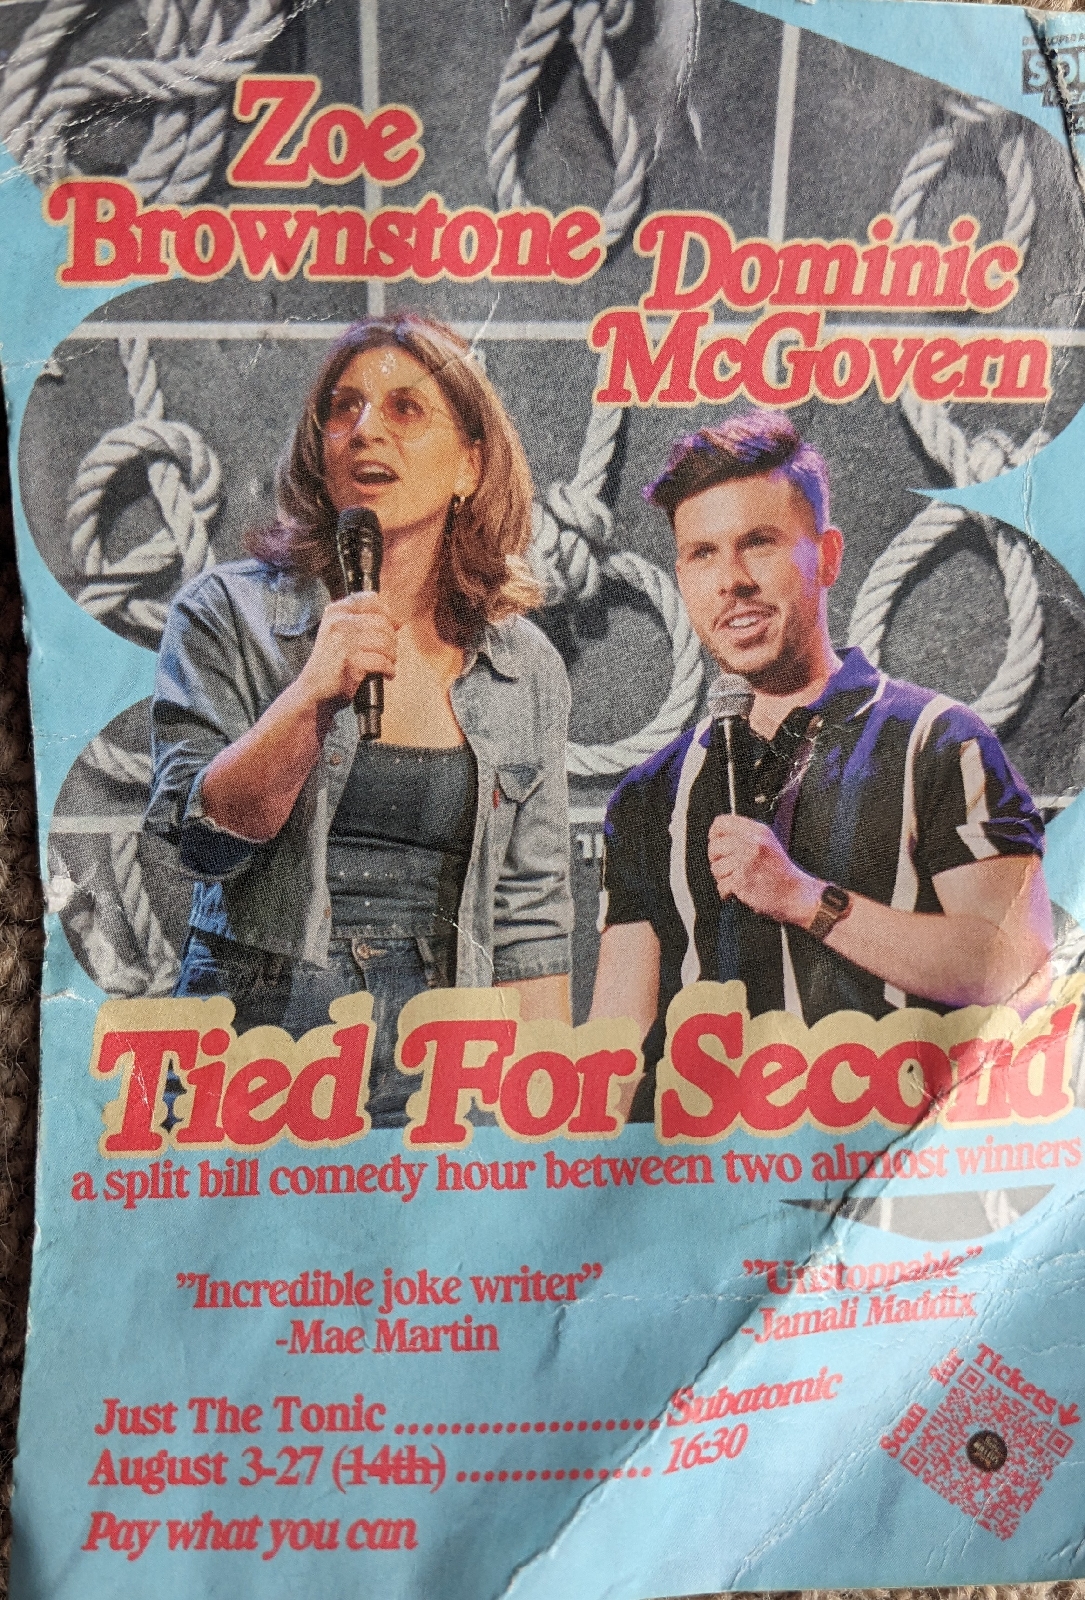 Zoe
Brownstone
Dominic
McGovern
Tied For Second
a split bill comedy hour between two almost winners
”Incredible joke writer”
-Mae Martin
”Unstoppable”
-Jamali Maddix
Just The Tonic ........................ Subatomic
August 3-27 (14th) ................. 16:30
Pay what you can
Scan for Tickets